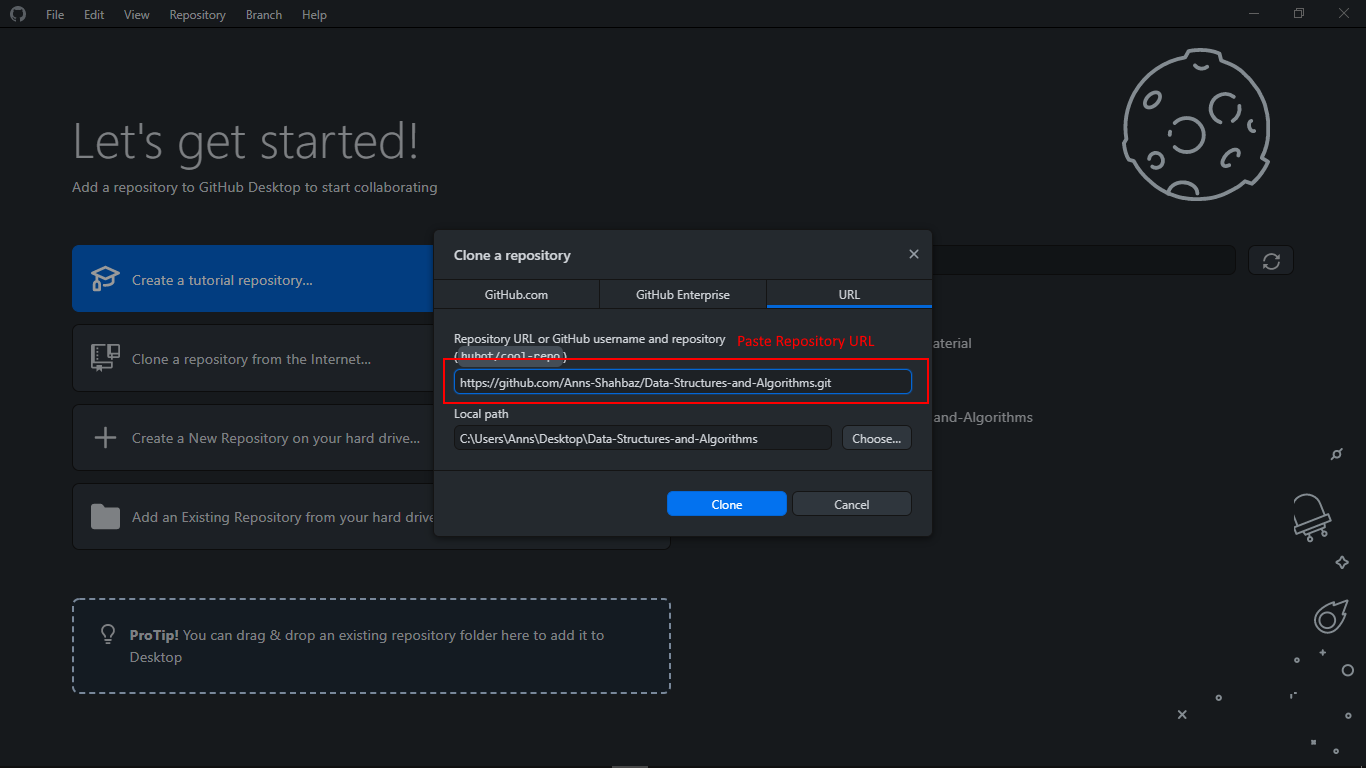 File Edit View Repository Branch Help
Let's get started!
Add a repository to GitHub Desktop to start collaborating
Create a tutorial repository...
Clone a repository from the Internet...
Create a New Repository on your hard drive...
Add an Existing Repository from your hard drive
Clone a repository
GitHub.com GitHub Enterprise URL
Repository URL or GitHub username and repository Paste Repository URL
(hubot/cool-repo)
https://github.com/Anns-Shahbaz/Data-Structures-and-Algorithms.git
Local path
C:\Users\Anns\Desktop\Data-Structures-and-Algorithms Choose...
Clone Cancel
aterial
and-Algorithms
ProTip! You can drag & drop an existing repository folder here to add it to
Desktop